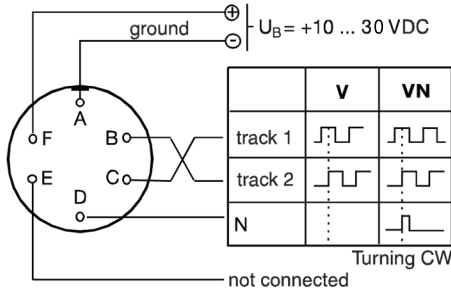 ⊕
ground ⊖ U_B = +10 ... 30 VDC
V VN
A
F B track 1
E C track 2
D N
Turning CW
not connected